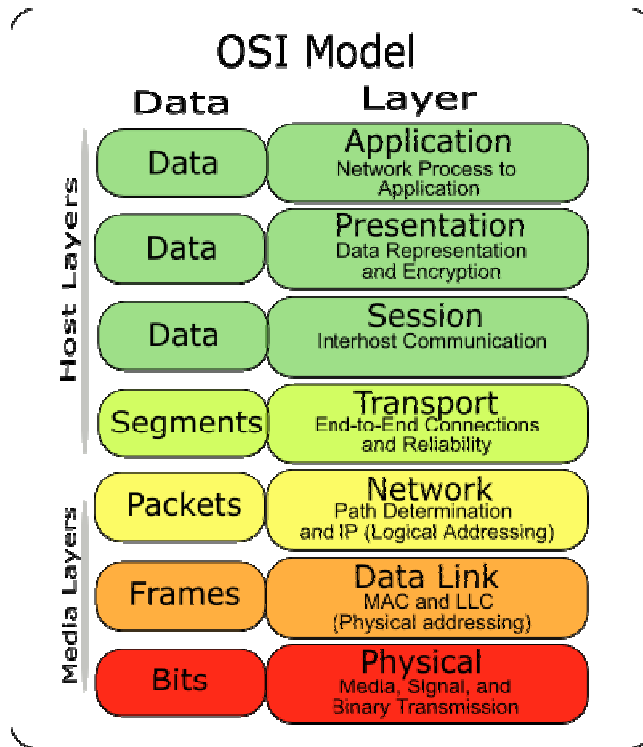 OSI Model
Data
Layer
Host Layers
Data
Application
Network Process to
Application
Data
Presentation
Data Representation
and Encryption
Data
Session
Interhost Communication
Segments
Transport
End-to-End Connections
and Reliability
Media Layers
Packets
Network
Path Determination
and IP (Logical Addressing)
Frames
Data Link
MAC and LLC
(Physical addressing)
Bits
Physical
Media, Signal, and
Binary Transmission